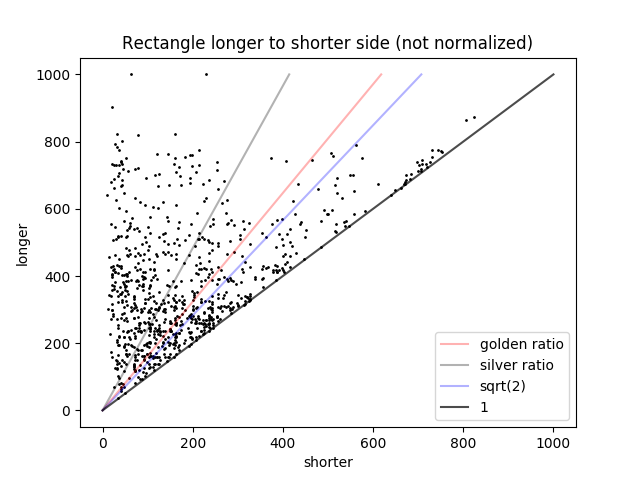 Rectangle longer to shorter side (not normalized)
1000
800
600
400
200
0
longer
0 200 400 600 800 1000
shorter
golden ratio
silver ratio
sqrt(2)
1